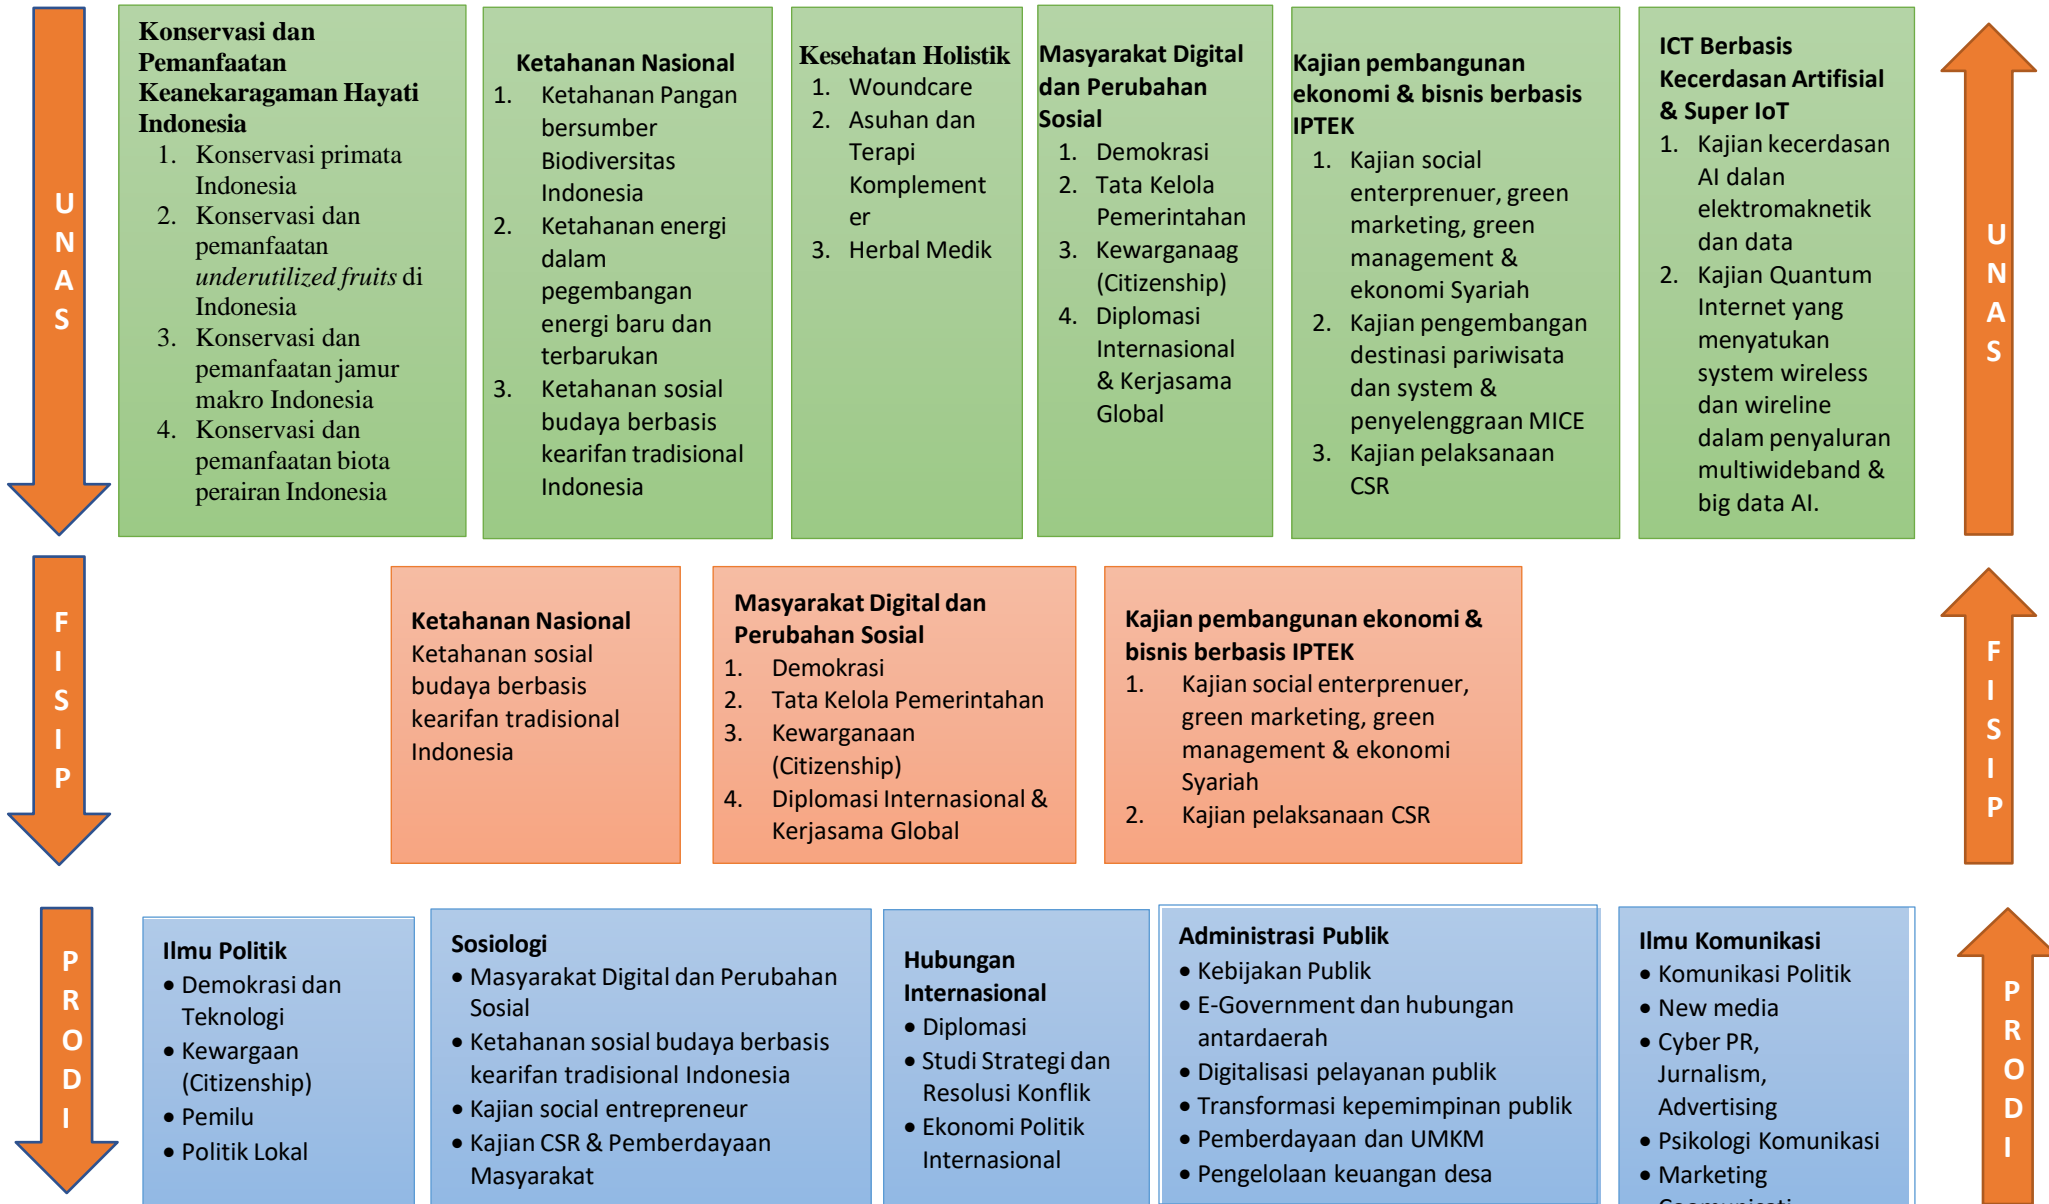 U
N
A
S
Konservasi dan
Pemanfaatan
Keanekaragaman Hayati
Indonesia
1. Konservasi primata
Indonesia
2. Konservasi dan
pemanfaatan
underutilized fruits di
Indonesia
3. Konservasi dan
pemanfaatan jamur
makro Indonesia
4. Konservasi dan
pemanfaatan biota
perairan Indonesia
Ketahanan Nasional
1. Ketahanan Pangan
bersumber
Biodiversitas
Indonesia
2. Ketahanan energi
dalam
pegembangan
energi baru dan
terbarukan
3. Ketahanan sosial
budaya berbasis
kearifan tradisional
Indonesia
Kesehatan Holistik
1. Woundcare
2. Asuhan dan
Terapi
Komplement
er
3. Herbal Medik
Masyarakat Digital
dan Perubahan
Sosial
1. Demokrasi
2. Tata Kelola
Pemerintahan
3. Kewarganaag
(Citizenship)
4. Diplomasi
Internasional
& Kerjasama
Global
Kajian pembangunan
ekonomi & bisnis berbasis
IPTEK
1. Kajian social
enterprenuer, green
marketing, green
management &
ekonomi Syariah
2. Kajian pengembangan
destinasi pariwisata
dan system &
penyelenggraan MICE
3. Kajian pelaksanaan
CSR
ICT Berbasis
Kecerdasan Artifisial
& Super IoT
1. Kajian kecerdasan
AI dalan
elektromaknetik
dan data
2. Kajian Quantum
Internet yang
menyatukan
system wireless
dan wireline
dalam penyaluran
multiwideband &
big data AI.
U
N
A
S
F
I
S
I
P
Ketahanan Nasional
Ketahanan sosial
budaya berbasis
kearifan tradisional
Indonesia
Masyarakat Digital dan
Perubahan Sosial
1. Demokrasi
2. Tata Kelola Pemerintahan
3. Kewarganaan
(Citizenship)
4. Diplomasi Internasional &
Kerjasama Global
Kajian pembangunan ekonomi &
bisnis berbasis IPTEK
1. Kajian social enterprenuer,
green marketing, green
management & ekonomi
Syariah
2. Kajian pelaksanaan CSR
F
I
S
I
P
P
R
O
D
I
Ilmu Politik
• Demokrasi dan
Teknologi
• Kewargaan
(Citizenship)
• Pemilu
• Politik Lokal
Sosiologi
• Masyarakat Digital dan Perubahan
Sosial
• Ketahanan sosial budaya berbasis
kearifan tradisional Indonesia
• Kajian social entrepreneur
• Kajian CSR & Pemberdayaan
Masyarakat
Hubungan
Internasional
• Diplomasi
• Studi Strategi dan
Resolusi Konflik
• Ekonomi Politik
Internasional
Administrasi Publik
• Kebijakan Publik
• E-Government dan hubungan
antardaerah
• Digitalisasi pelayanan publik
• Transformasi kepemimpinan publik
• Pemberdayaan dan UMKM
• Pengelolaan keuangan desa
Ilmu Komunikasi
• Komunikasi Politik
• New media
• Cyber PR,
Jurnalism,
Advertising
• Psikologi Komunikasi
• Marketing
P
R
O
D
I